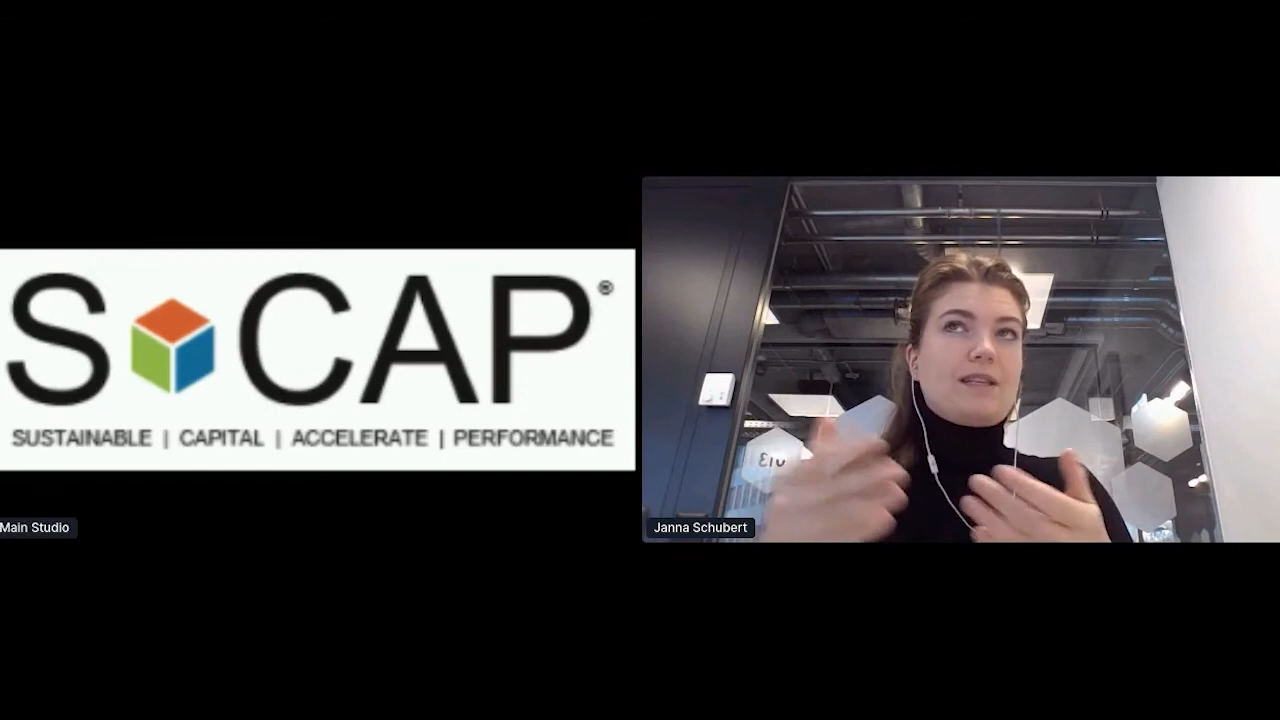 S CAP®
SUSTAINABLE | CAPITAL | ACCELERATE | PERFORMANCE
Main Studio
Janna Schubert